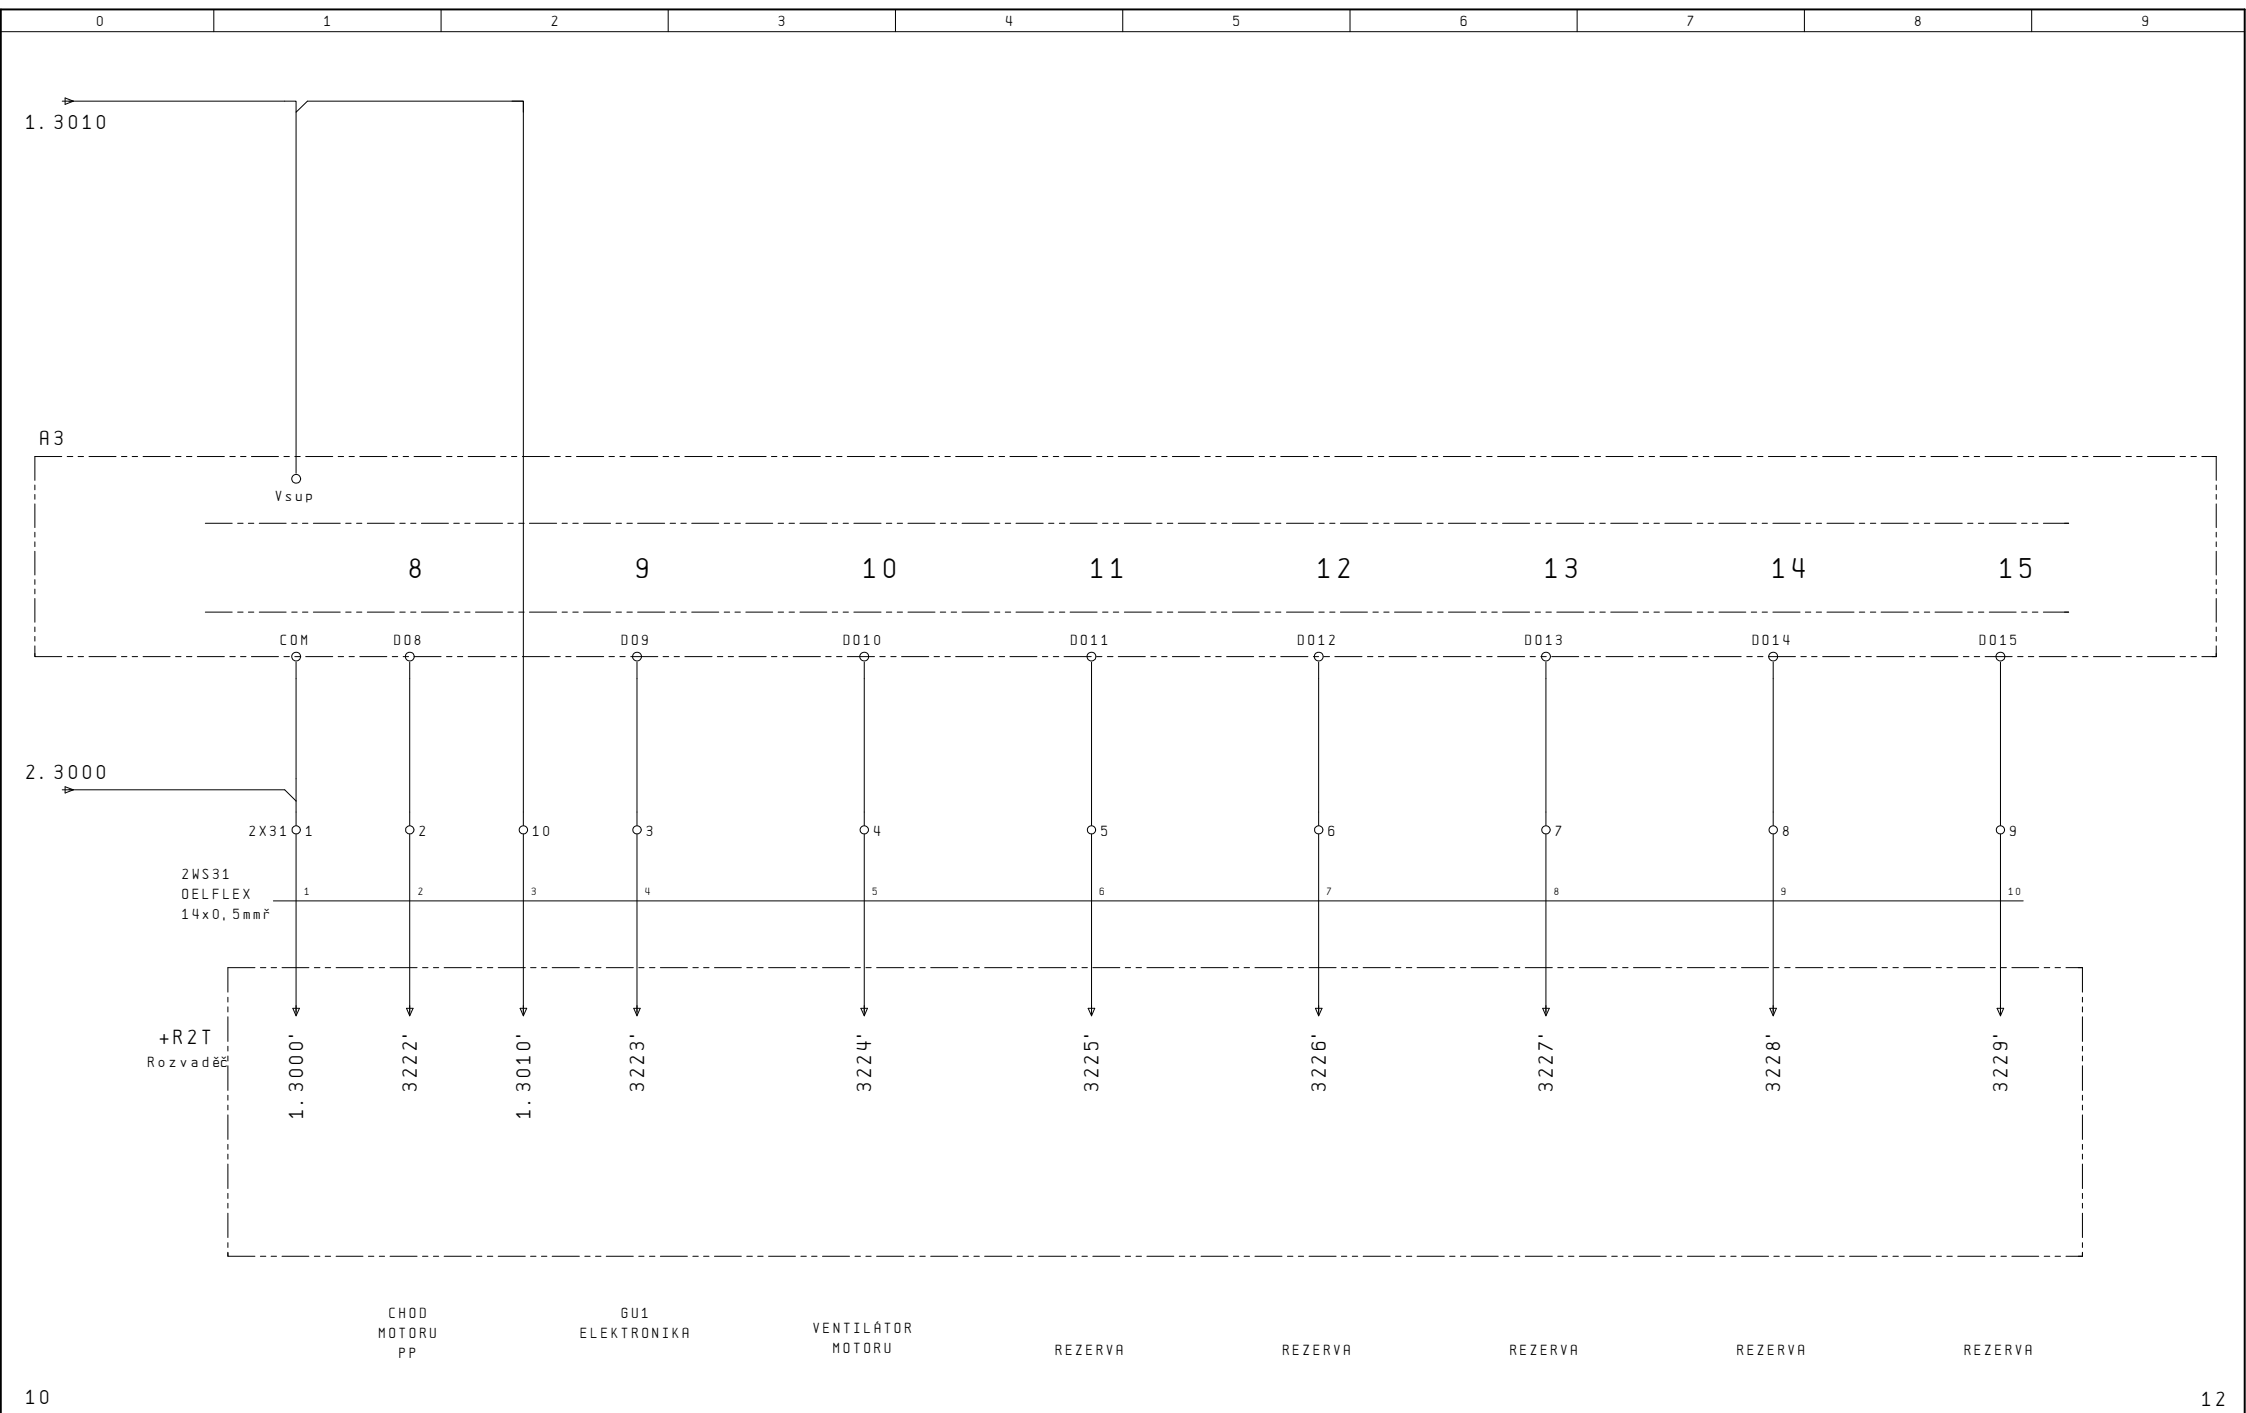 0 1 2 3 4 5 6 7 8 9
1.3010
A3
Vsup
8 9 10 11 12 13 14 15
COM DO8 DO9 DO10 DO11 DO12 DO13 DO14 DO15
2.3000
2X31 1 2 10 3 4 5 6 7 8 9
2WS31
OELFLEX
14x0,5mmř
1 2 3 4 5 6 7 8 9 10
+R2T
Rozvaděč
1.3000' 3222' 1.3010' 3223' 3224' 3225' 3226' 3227' 3228' 3229'
CHOD
MOTORU
PP
GU1
ELEKTRONIKA
VENTILÁTOR
MOTORU
REZERVA
REZERVA
REZERVA
REZERVA
REZERVA
10
12